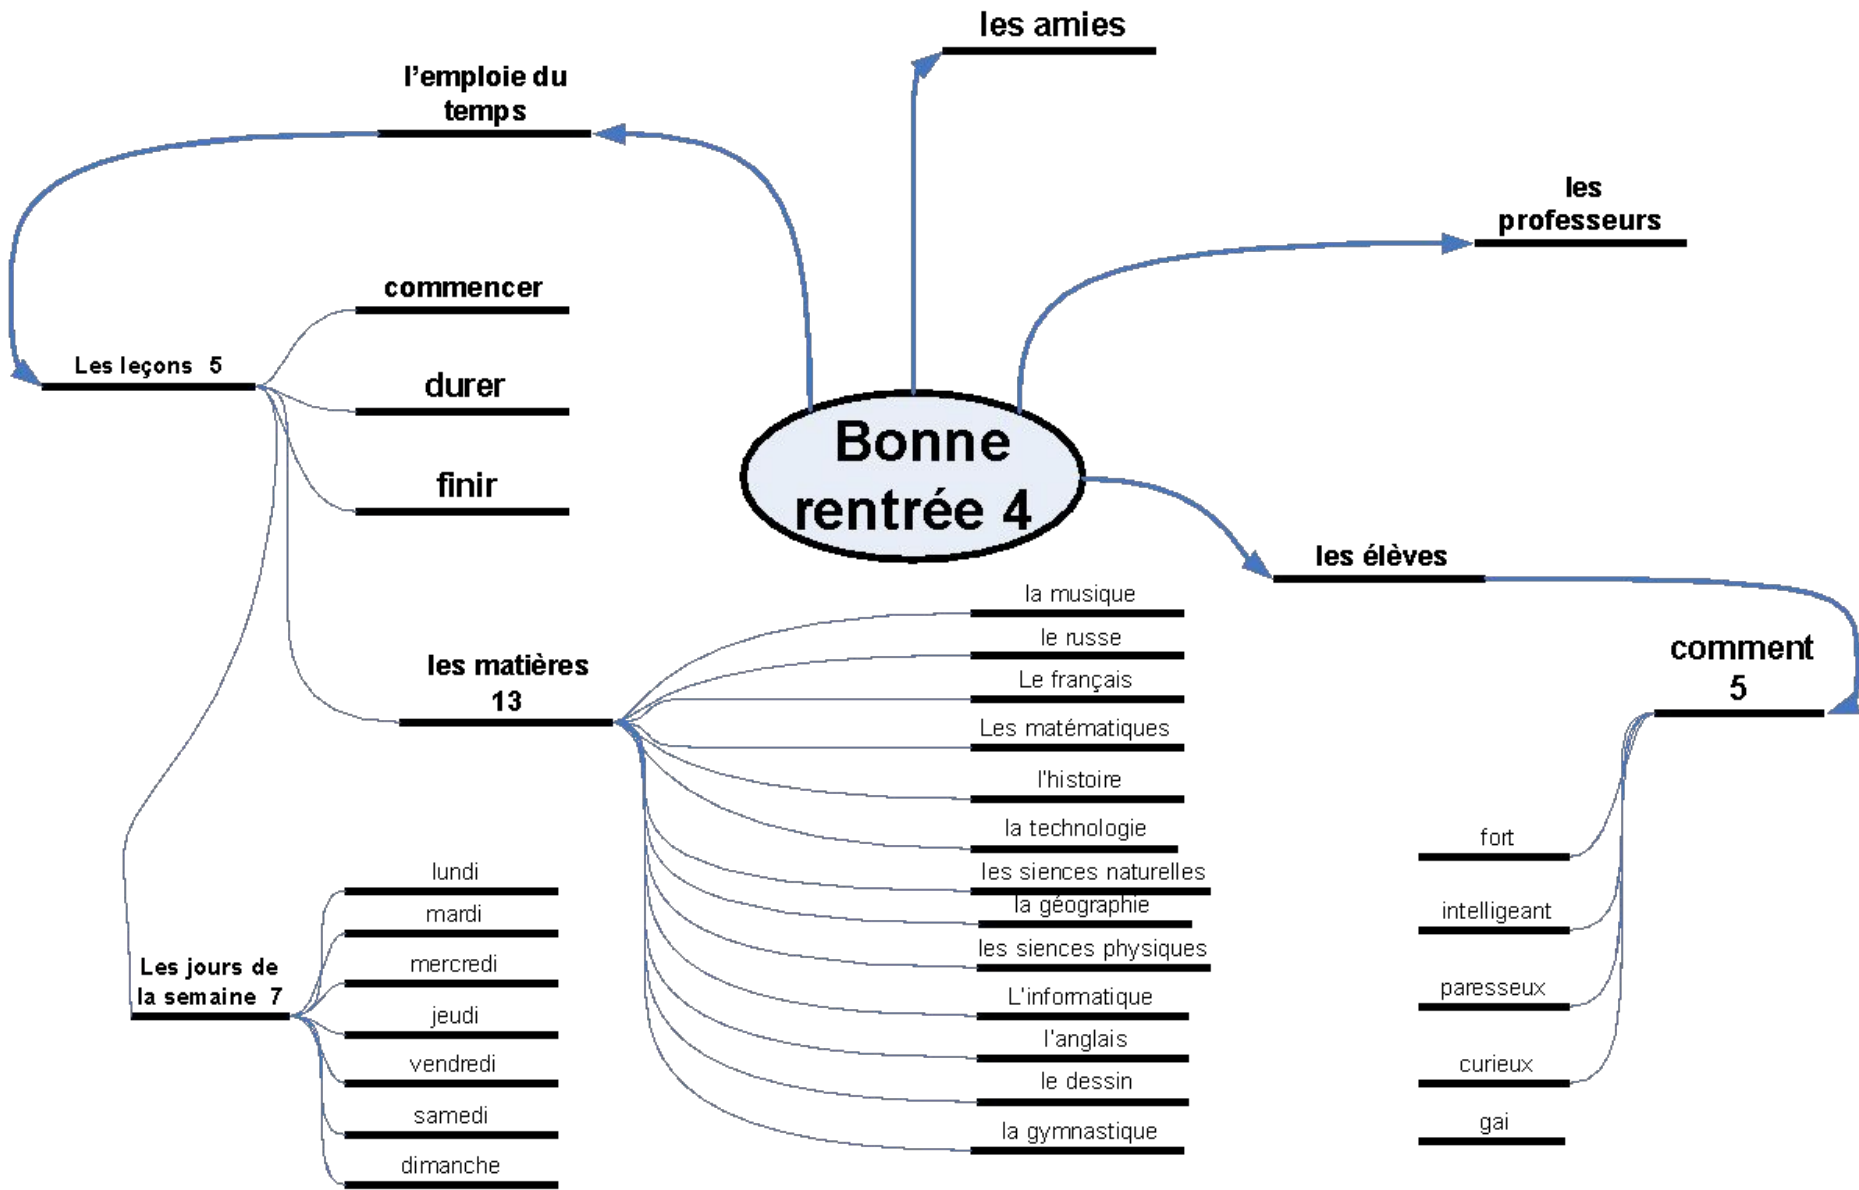 les amies
l'emploie du
temps
les
professeurs
commencer
Les leçons 5
durer
finir
Bonne
rentrée 4
les élèves
comment
5
les matières
13
la musique
le russe
Le français
Les matématiques
l'histoire
la technologie
les siences naturelles
la géographie
les siences physiques
L'informatique
l'anglais
le dessin
la gymnastique
fort
intelligeant
paresseux
curieux
gai
Les jours de
la semaine 7
lundi
mardi
mercredi
jeudi
vendredi
samedi
dimanche